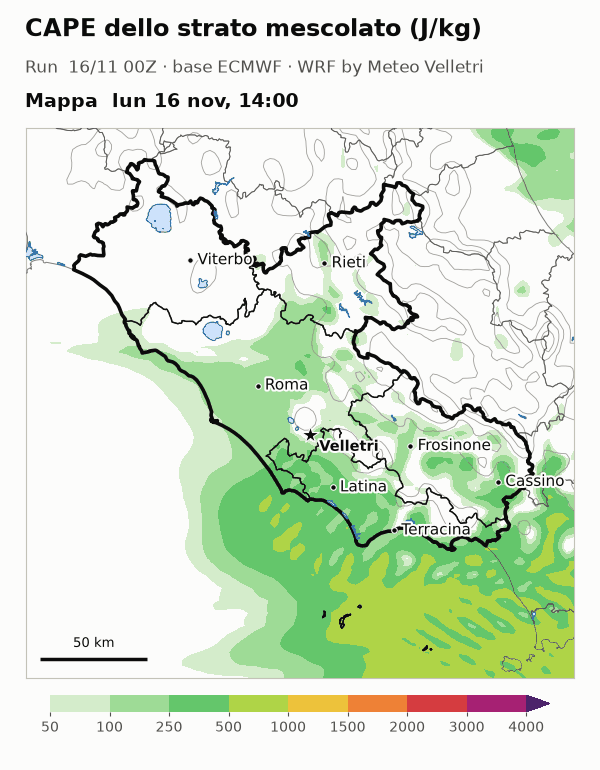 CAPE dello strato mescolato (J/kg)
Run 16/11 00Z · base ECMWF · WRF by Meteo Velletri
Mappa lun 16 nov, 14:00
Viterbo
Rieti
Roma
Velletri
Frosinone
Latina
Cassino
Terracina
50 km
50 100 250 500 1000 1500 2000 3000 4000